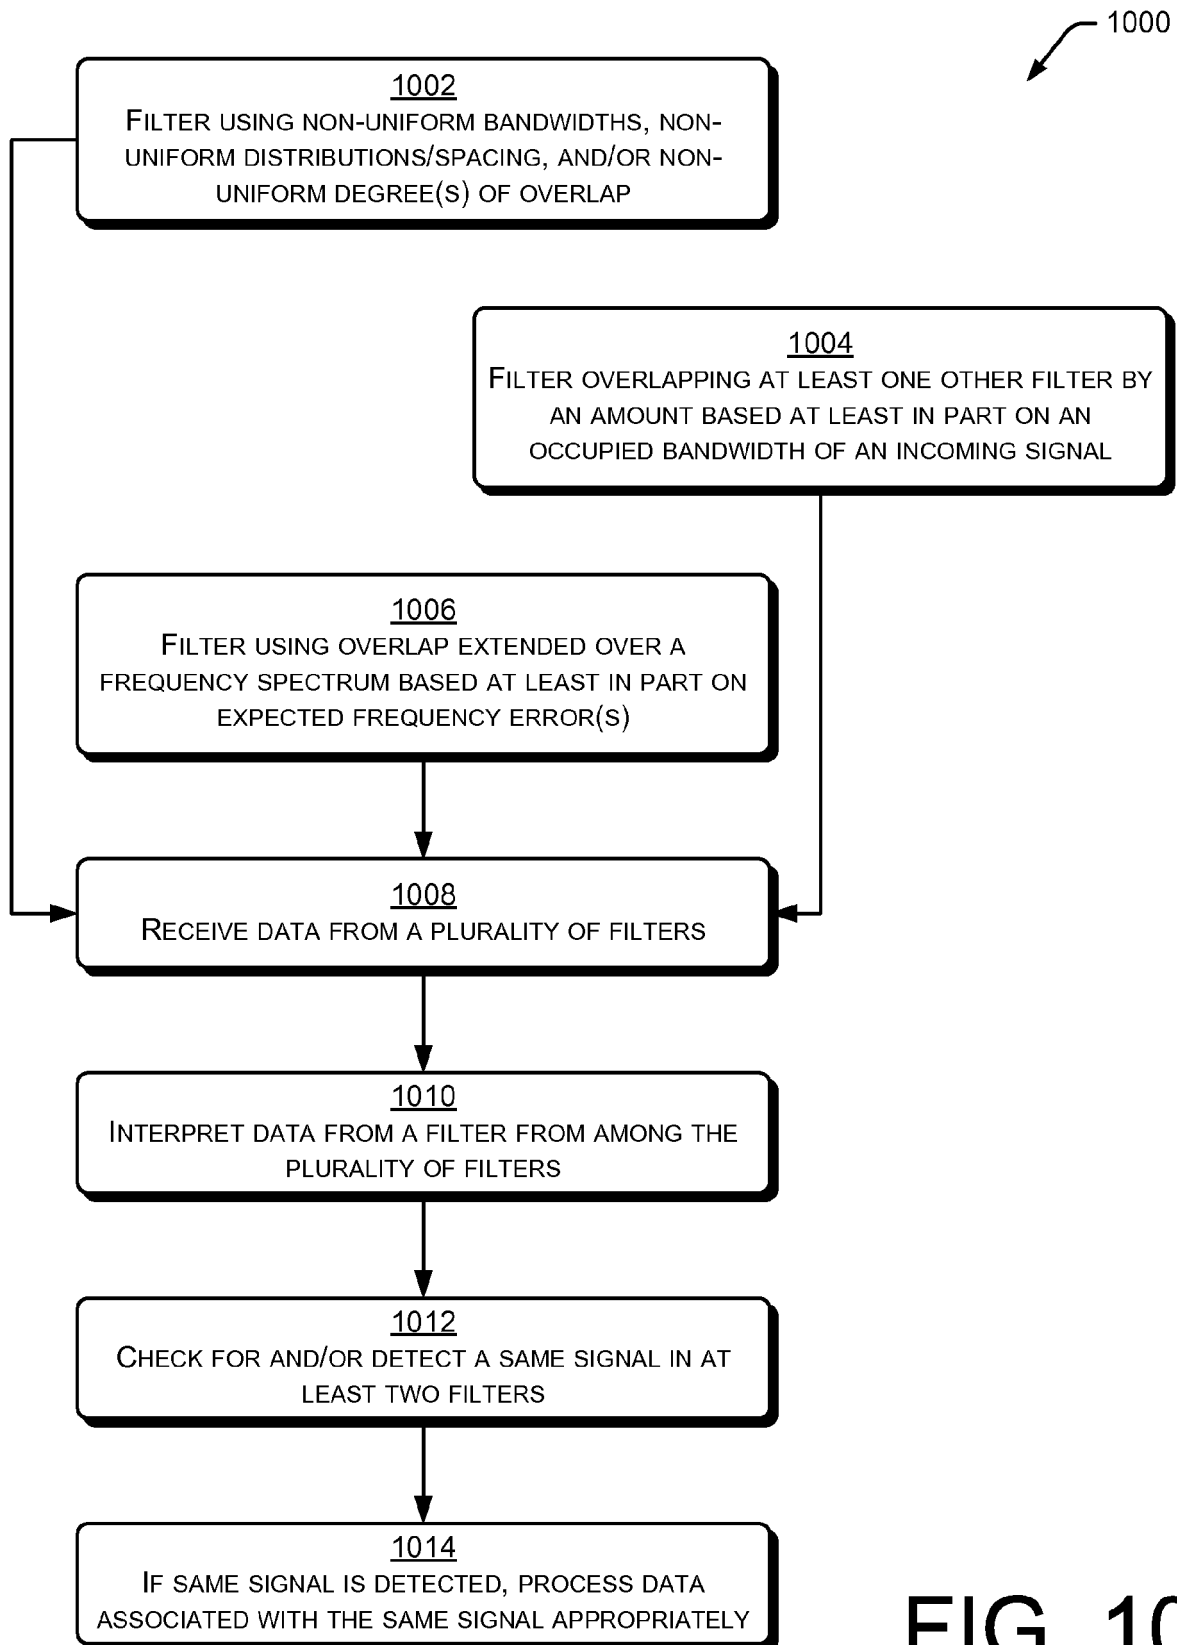 1000
1002
FILTER USING NON-UNIFORM BANDWIDTHS, NON-
UNIFORM DISTRIBUTIONS/SPACING, AND/OR NON-
UNIFORM DEGREE(S) OF OVERLAP
1004
FILTER OVERLAPPING AT LEAST ONE OTHER FILTER BY
AN AMOUNT BASED AT LEAST IN PART ON AN
OCCUPIED BANDWIDTH OF AN INCOMING SIGNAL
1006
FILTER USING OVERLAP EXTENDED OVER A
FREQUENCY SPECTRUM BASED AT LEAST IN PART ON
EXPECTED FREQUENCY ERROR(S)
1008
RECEIVE DATA FROM A PLURALITY OF FILTERS
1010
INTERPRET DATA FROM A FILTER FROM AMONG THE
PLURALITY OF FILTERS
1012
CHECK FOR AND/OR DETECT A SAME SIGNAL IN AT
LEAST TWO FILTERS
1014
IF SAME SIGNAL IS DETECTED, PROCESS DATA
ASSOCIATED WITH THE SAME SIGNAL APPROPRIATELY
FIG. 10